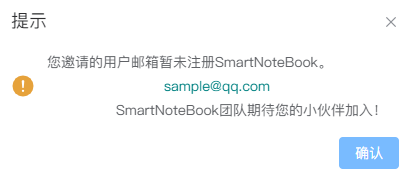 提示
您邀请的用户邮箱暂未注册SmartNoteBook。
sample@qq.com
SmartNoteBook团队期待您的小伙伴加入！
确认